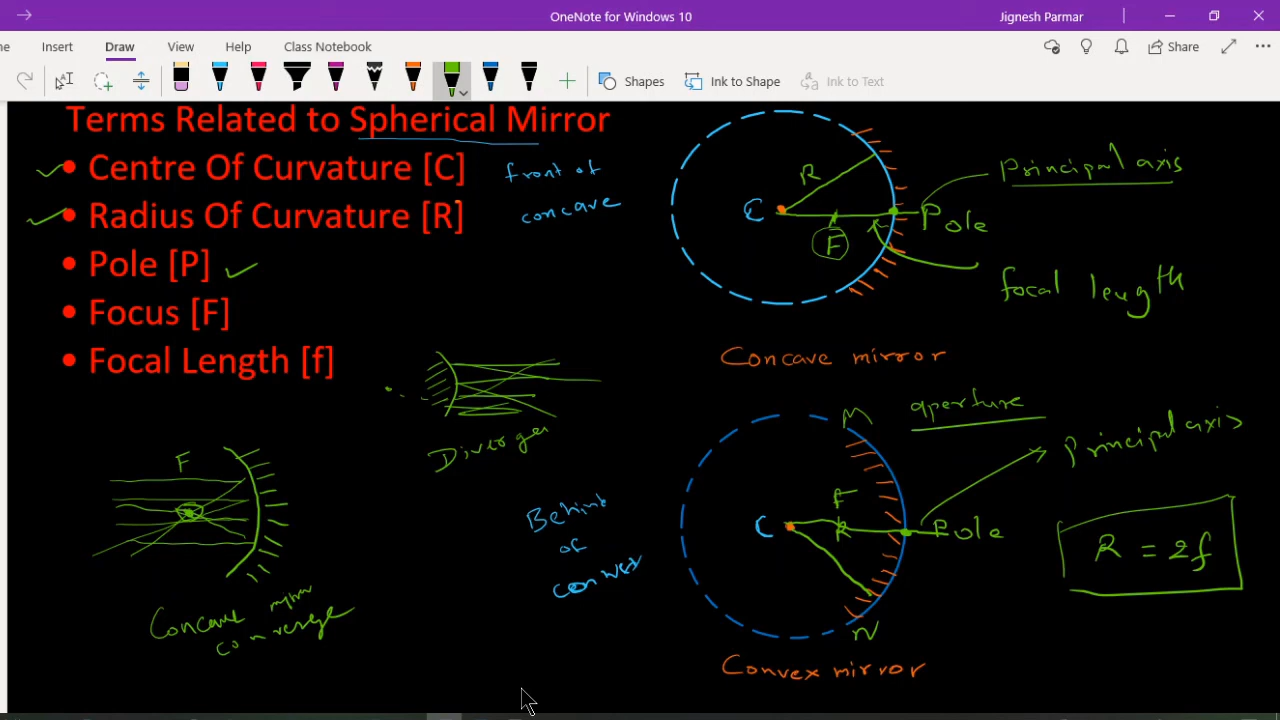 OneNote for Windows 10
Jignesh Parmar
Insert Draw View Help Class Notebook
Share
Shapes
Ink to Shape
Ink to Text
Terms Related to Spherical Mirror
• Centre Of Curvature [C]
• Radius Of Curvature [R]
• Pole [P]
• Focus [F]
• Focal Length [f]
front of
concave
R
C
F
Pole
Principal axis
focal length
Concave mirror
Diverge
F
Concave mirror
converge
Behind
of
convex
M
aperture
Principal axis
C
F
R
Pole
N
R = 2f
Convex mirror